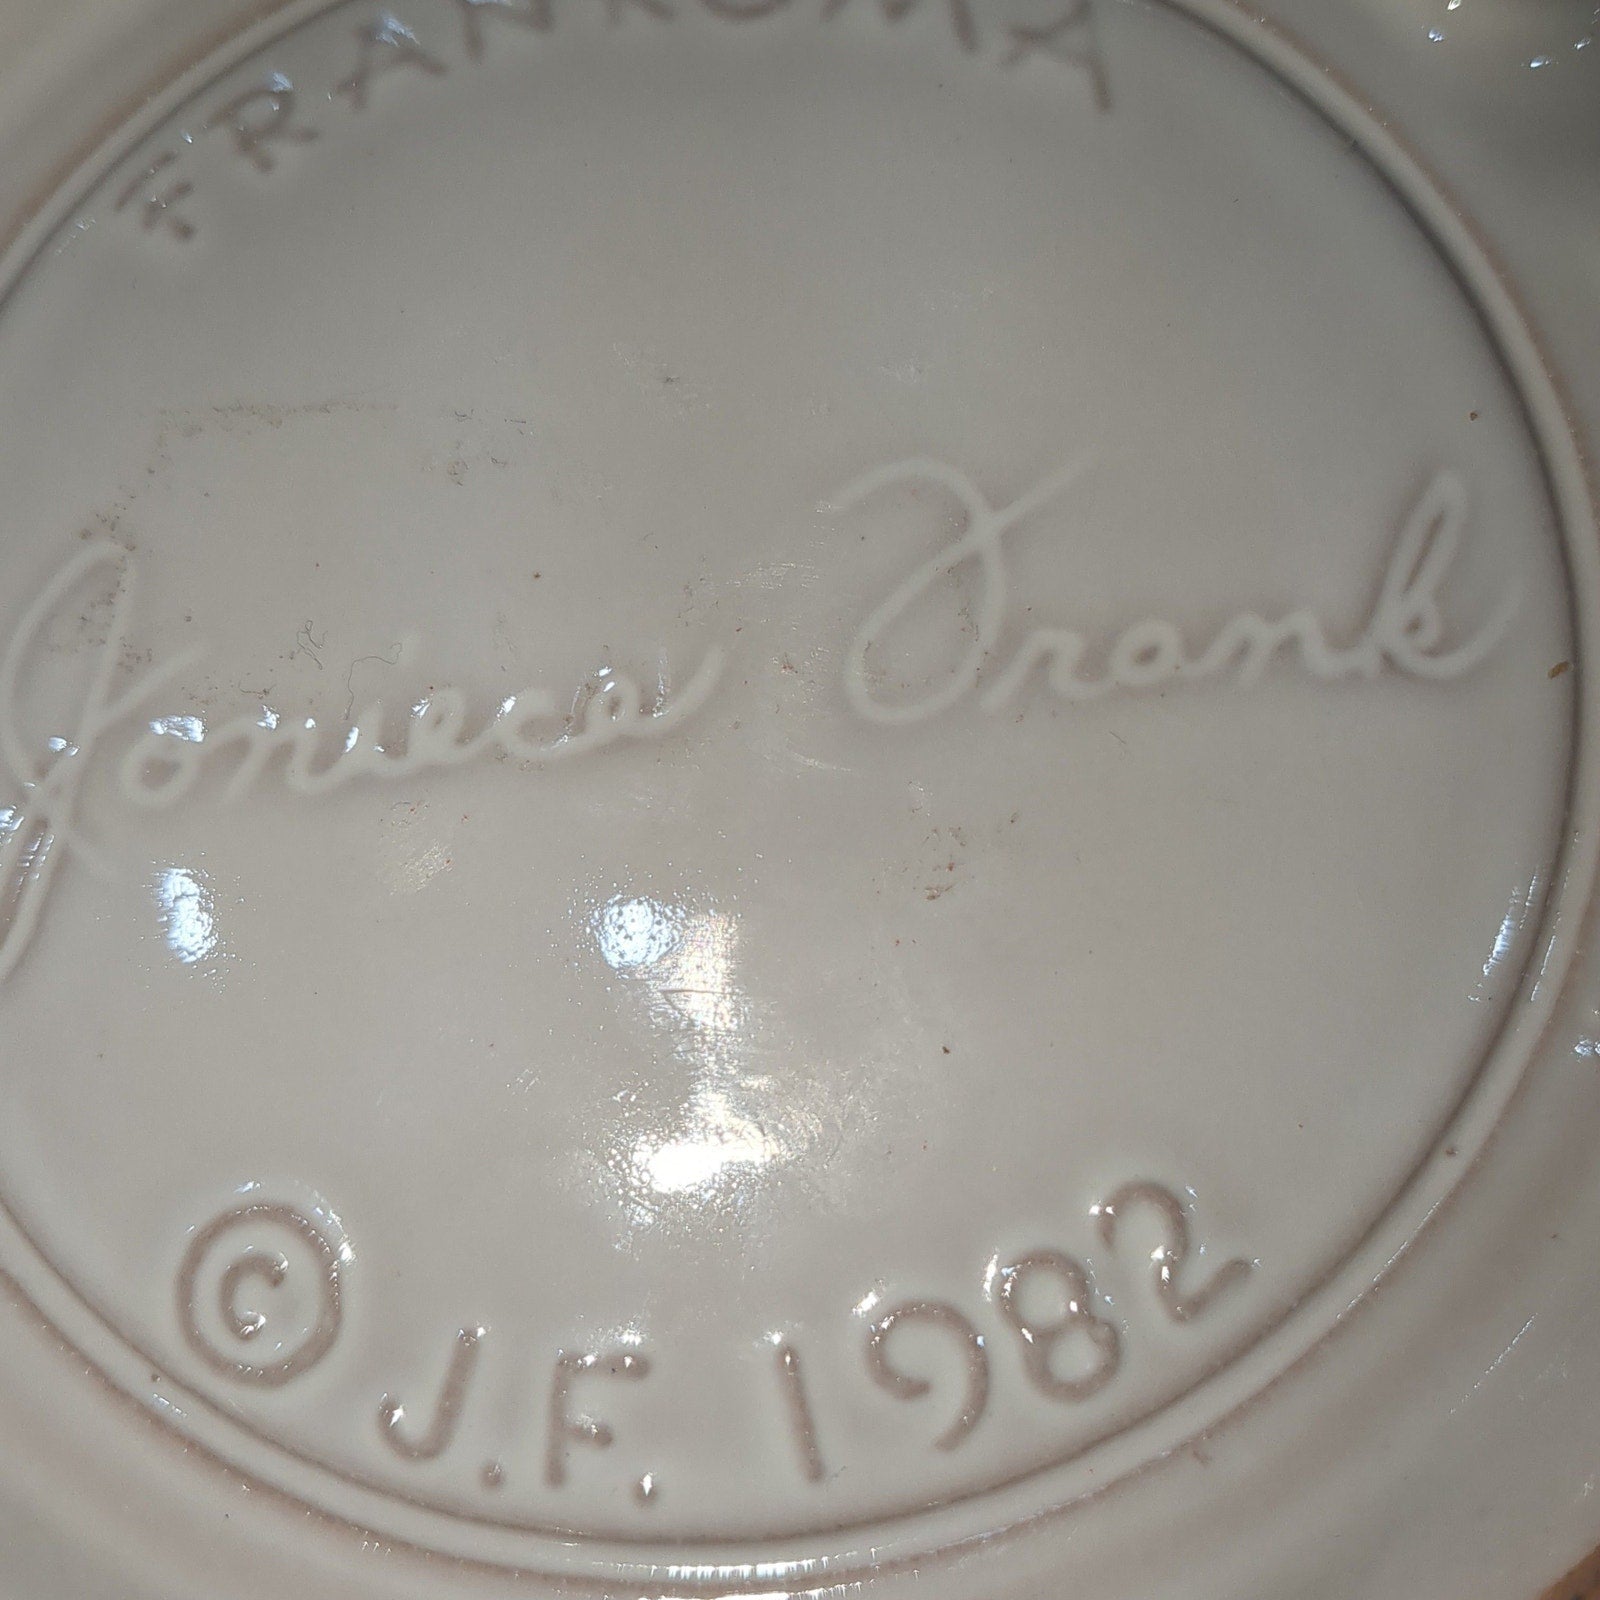 FRANKOMA
Joniece Frank
© J.F. 1982